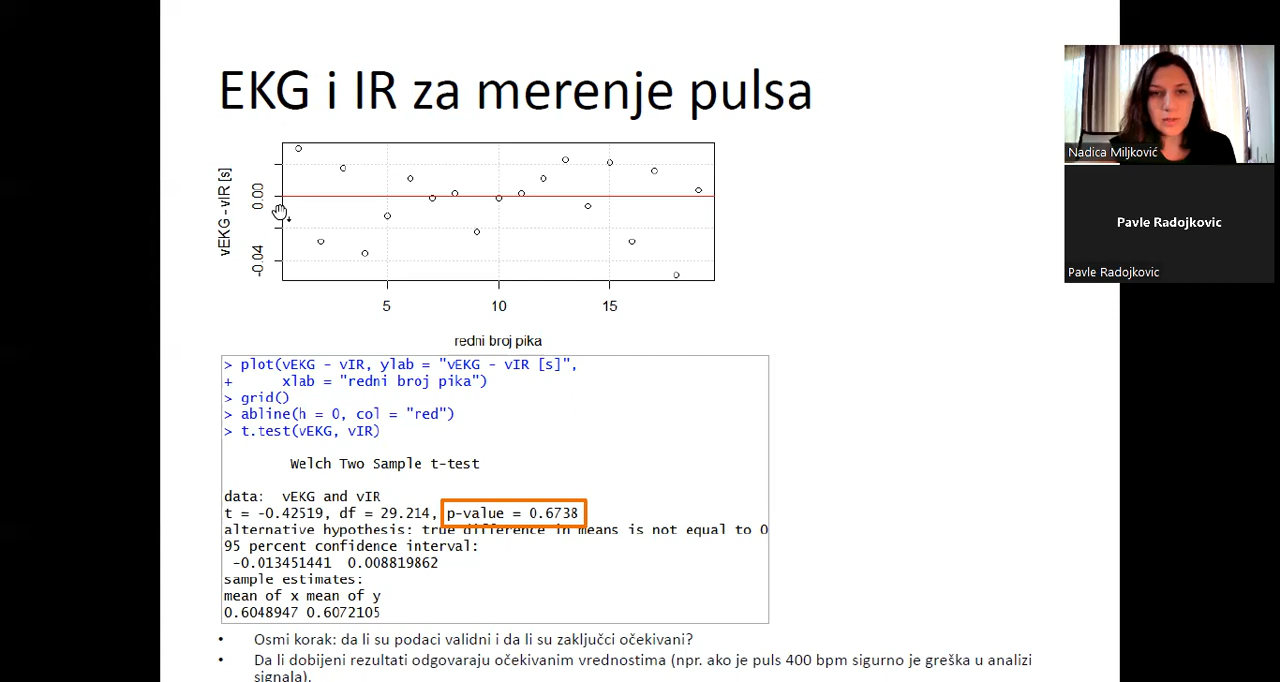 EKG i IR za merenje pulsa
vEKG - vIR [s]
0.00
-0.04
5 10 15
redni broj pika
> plot(vEKG - vIR, ylab = "vEKG - vIR [s]",
+ xlab = "redni broj pika")
> grid()
> abline(h = 0, col = "red")
> t.test(vEKG, vIR)
Welch Two Sample t-test
data: vEKG and vIR
t = -0.42519, df = 29.214, p-value = 0.6738
alternative hypothesis: true difference in means is not equal to 0
95 percent confidence interval:
-0.013451441 0.008819862
sample estimates:
mean of x mean of y
0.6048947 0.6072105
• Osmi korak: da li su podaci validni i da li su zaključci očekivani?
• Da li dobijeni rezultati odgovaraju očekivanim vrednostima (npr. ako je puls 400 bpm sigurno je greška u analizi
signala).
Nadica Miljković
Pavle Radojkovic
Pavle Radojkovic